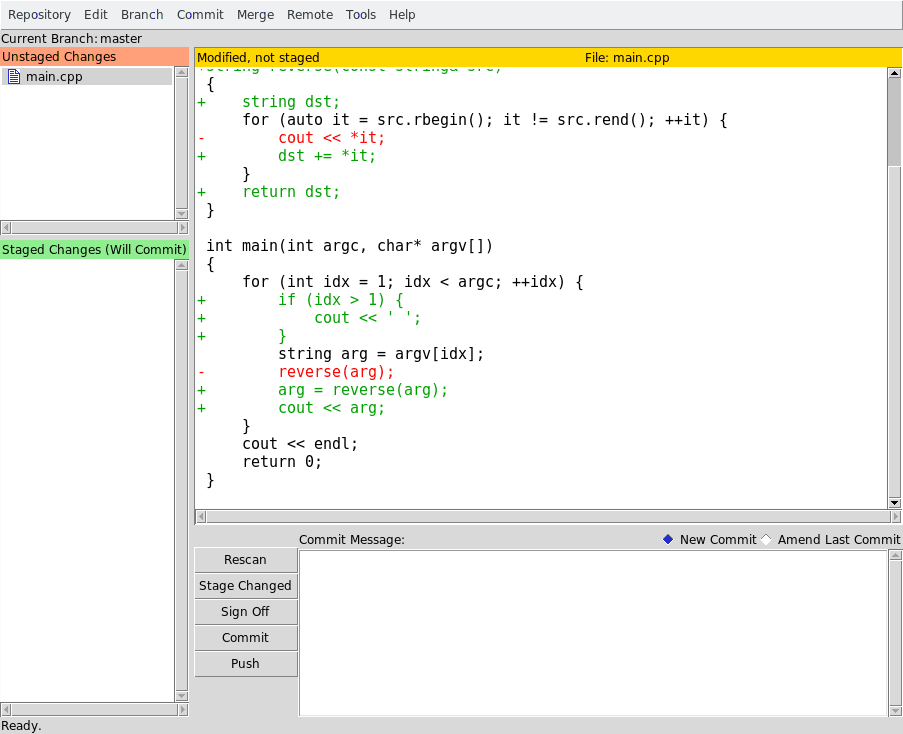 Repository Edit Branch Commit Merge Remote Tools Help
Current Branch: master
Unstaged Changes
main.cpp
Staged Changes (Will Commit)
Modified, not staged File: main.cpp
{
+    string dst;
     for (auto it = src.rbegin(); it != src.rend(); ++it) {
-        cout << *it;
+        dst += *it;
     }
+    return dst;
 }
 int main(int argc, char* argv[])
 {
     for (int idx = 1; idx < argc; ++idx) {
+        if (idx > 1) {
+            cout << ' ';
+        }
         string arg = argv[idx];
-        reverse(arg);
+        arg = reverse(arg);
+        cout << arg;
     }
     cout << endl;
     return 0;
 }
Commit Message: New Commit Amend Last Commit
Rescan
Stage Changed
Sign Off
Commit
Push
Ready.